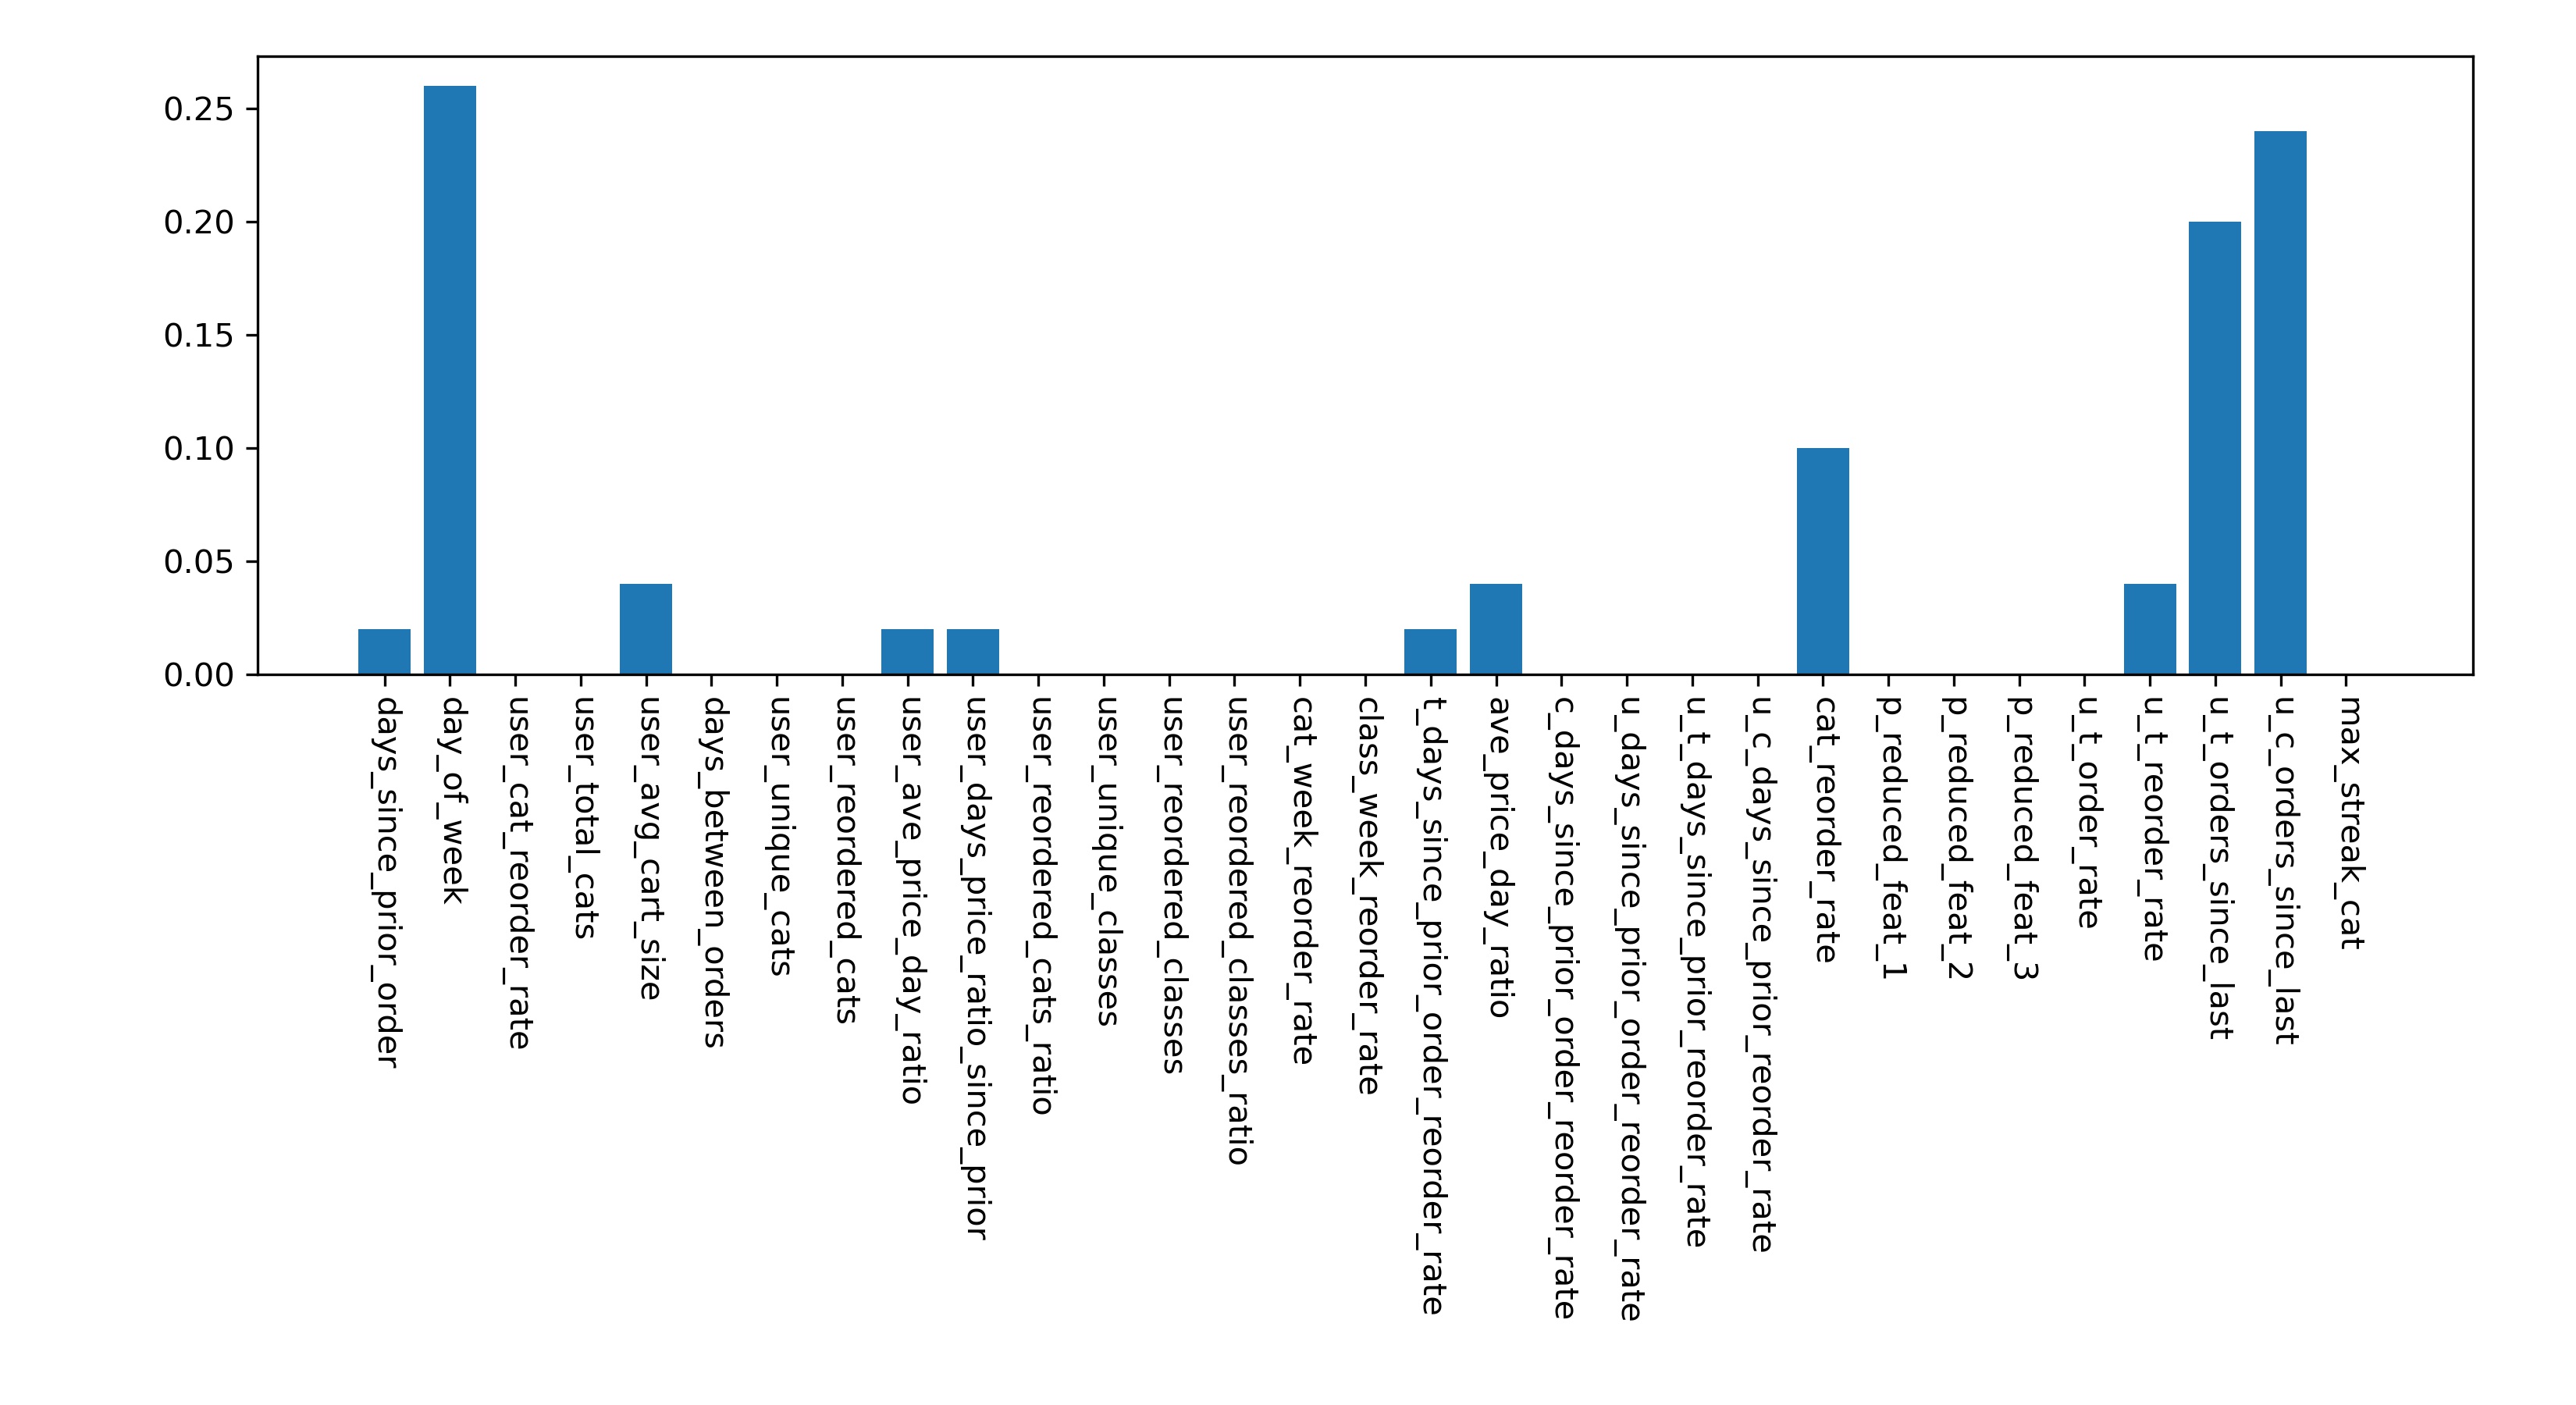 0.25
0.20
0.15
0.10
0.05
0.00
days_since_prior_order
day_of_week
user_cat_reorder_rate
user_total_cats
user_avg_cart_size
days_between_orders
user_unique_cats
user_reordered_cats
user_ave_price_day_ratio
user_days_price_ratio_since_prior
user_reordered_cats_ratio
user_unique_classes
user_reordered_classes
user_reordered_classes_ratio
cat_week_reorder_rate
class_week_reorder_rate
t_days_since_prior_order_reorder_rate
ave_price_day_ratio
c_days_since_prior_order_reorder_rate
u_days_since_prior_order_reorder_rate
u_t_days_since_prior_reorder_rate
u_c_days_since_prior_reorder_rate
cat_reorder_rate
p_reduced_feat_1
p_reduced_feat_2
p_reduced_feat_3
u_t_order_rate
u_t_reorder_rate
u_t_orders_since_last
u_c_orders_since_last
max_streak_cat